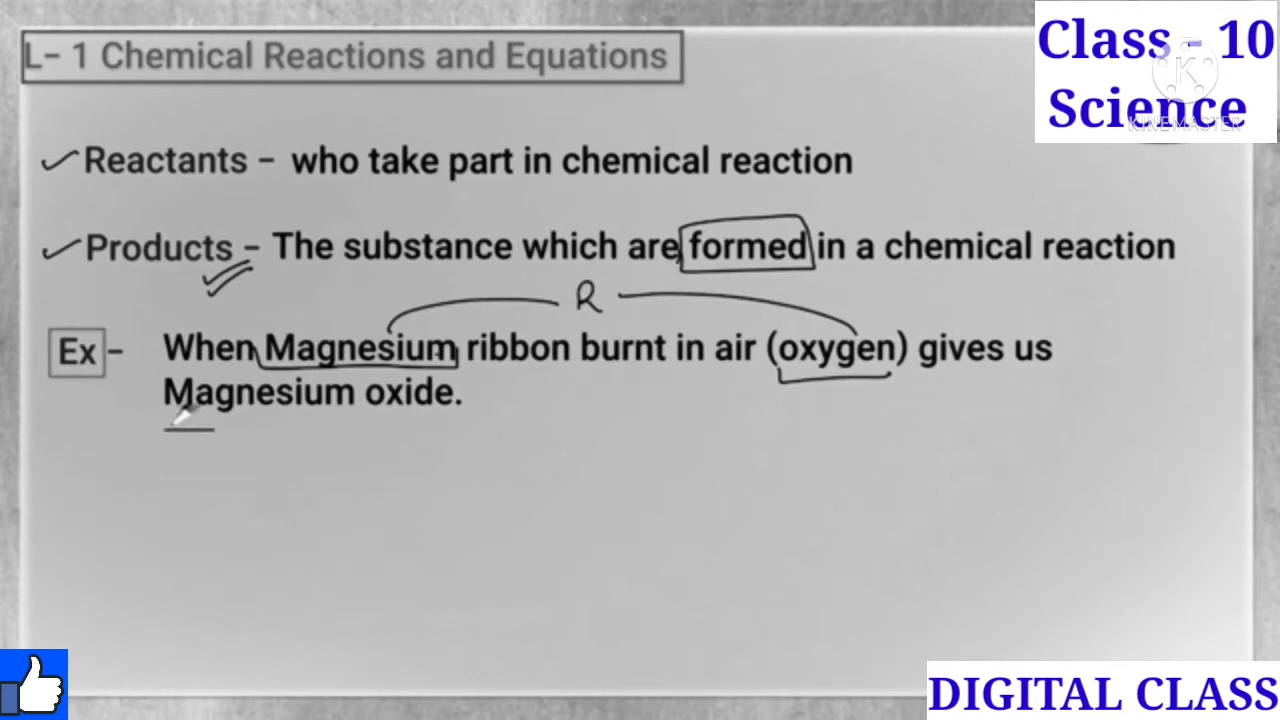 L- 1 Chemical Reactions and Equations
Class - 10
Science
KINEMASTER
Reactants - who take part in chemical reaction
Products - The substance which are formed in a chemical reaction
R
Ex - When Magnesium ribbon burnt in air (oxygen) gives us
Magnesium oxide.
DIGITAL CLASS